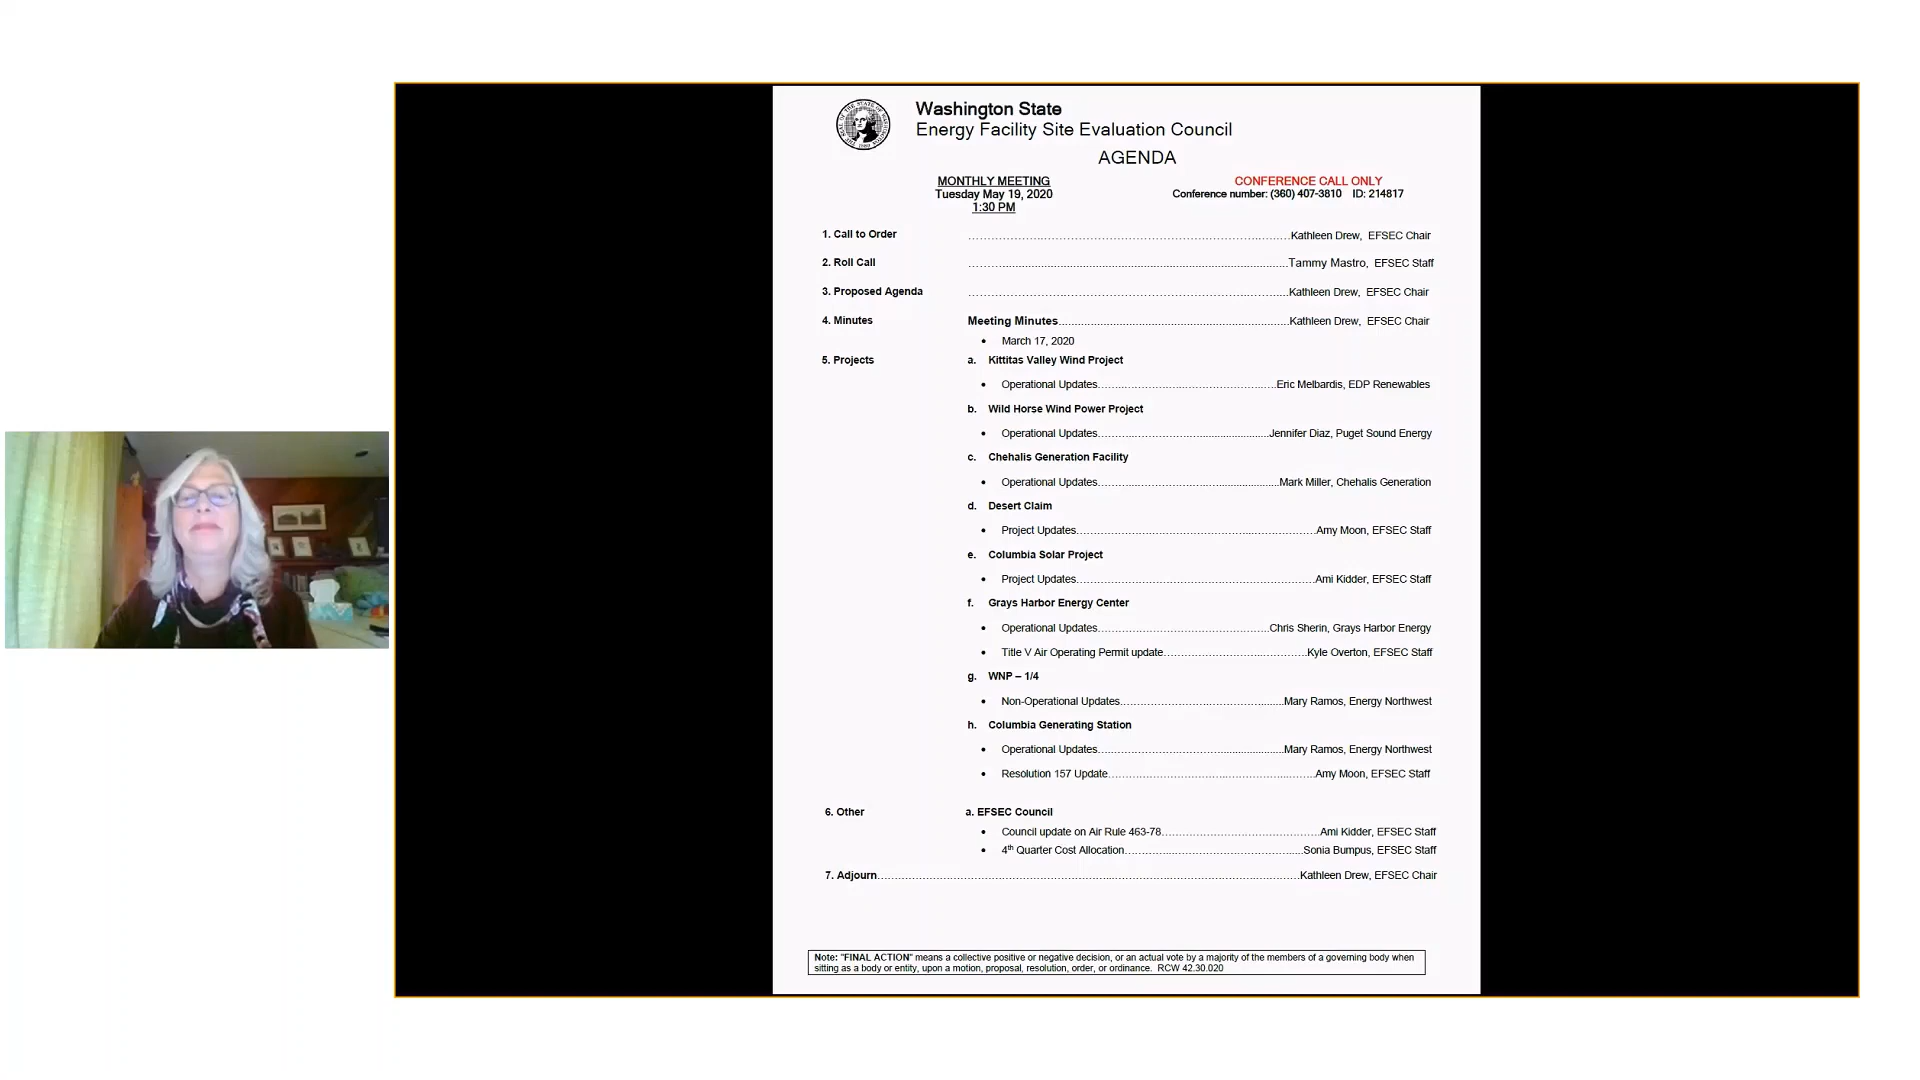 Washington State
Energy Facility Site Evaluation Council
AGENDA
MONTHLY MEETING
Tuesday May 19, 2020
1:30 PM
CONFERENCE CALL ONLY
Conference number: (360) 407-3810 ID: 214817
1. Call to Order ........ Kathleen Drew, EFSEC Chair
2. Roll Call ........ Tammy Mastro, EFSEC Staff
3. Proposed Agenda ........ Kathleen Drew, EFSEC Chair
4. Minutes Meeting Minutes ........ Kathleen Drew, EFSEC Chair
• March 17, 2020
5. Projects a. Kittitas Valley Wind Project
• Operational Updates ........ Eric Melbardis, EDP Renewables
b. Wild Horse Wind Power Project
• Operational Updates ........ Jennifer Diaz, Puget Sound Energy
c. Chehalis Generation Facility
• Operational Updates ........ Mark Miller, Chehalis Generation
d. Desert Claim
• Project Updates ........ Amy Moon, EFSEC Staff
e. Columbia Solar Project
• Project Updates ........ Ami Kidder, EFSEC Staff
f. Grays Harbor Energy Center
• Operational Updates ........ Chris Sherin, Grays Harbor Energy
• Title V Air Operating Permit update ........ Kyle Overton, EFSEC Staff
g. WNP – 1/4
• Non-Operational Updates ........ Mary Ramos, Energy Northwest
h. Columbia Generating Station
• Operational Updates ........ Mary Ramos, Energy Northwest
• Resolution 157 Update ........ Amy Moon, EFSEC Staff
6. Other a. EFSEC Council
• Council update on Air Rule 463-78 ........ Ami Kidder, EFSEC Staff
• 4th Quarter Cost Allocation ........ Sonia Bumpus, EFSEC Staff
7. Adjourn ........ Kathleen Drew, EFSEC Chair
Note: "FINAL ACTION" means a collective positive or negative decision, or an actual vote by a majority of the members of a governing body when
sitting as a body or entity, upon a motion, proposal, resolution, order, or ordinance. RCW 42.30.020